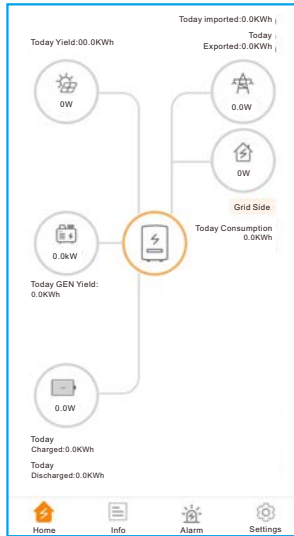 Today imported:0.0KWh
Today
Exported:0.0KWh
Today Yield:00.0KWh
0W
0.0W
0W
Grid Side
Today Consumption
0.0KWh
0.0kW
Today GEN Yield:
0.0KWh
0.0W
Today
Charged:0.0KWh
Today
Discharged:0.0KWh
Home
Info
Alarm
Settings